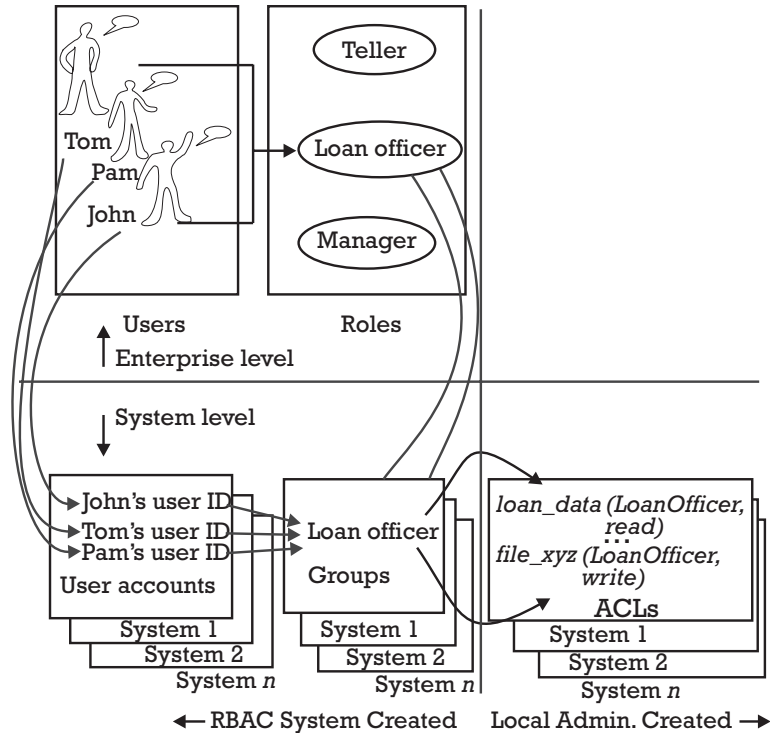 Tom
Pam
John
Teller
Loan officer
Manager
Users
Roles
Enterprise level
System level
John's user ID
Tom's user ID
Pam's user ID
User accounts
System 1
System 2
System n
Loan officer
Groups
System 1
System 2
System n
loan_data (LoanOfficer,
read)
...
file_xyz (LoanOfficer,
write)
ACLs
System 1
System 2
System n
RBAC System Created
Local Admin. Created